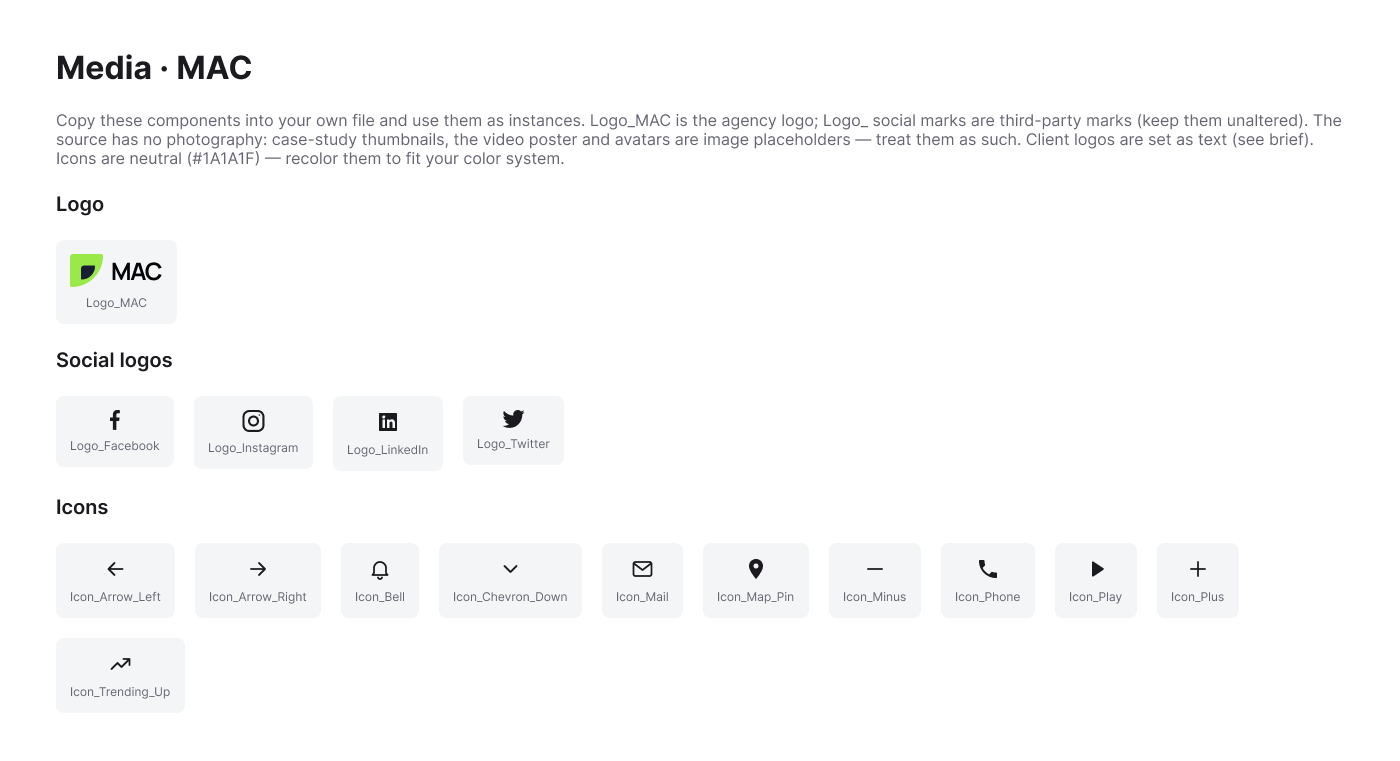 Media · MAC
Copy these components into your own file and use them as instances. Logo_MAC is the agency logo; Logo_ social marks are third-party marks (keep them unaltered). The
source has no photography: case-study thumbnails, the video poster and avatars are image placeholders — treat them as such. Client logos are set as text (see brief).
Icons are neutral (#1A1A1F) — recolor them to fit your color system.
Logo
MAC
Logo_MAC
Social logos
Logo_Facebook
Logo_Instagram
Logo_LinkedIn
Logo_Twitter
Icons
Icon_Arrow_Left
Icon_Arrow_Right
Icon_Bell
Icon_Chevron_Down
Icon_Mail
Icon_Map_Pin
Icon_Minus
Icon_Phone
Icon_Play
Icon_Plus
Icon_Trending_Up